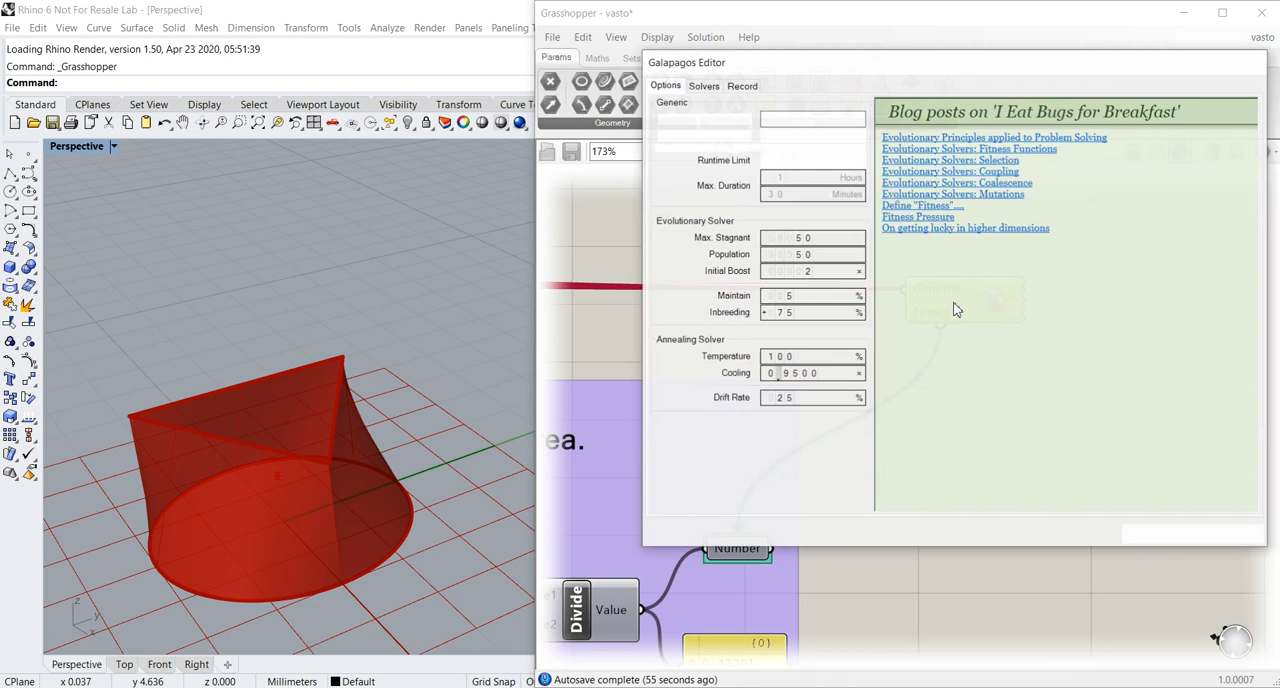 Rhino 6 Not For Resale Lab - [Perspective]
File Edit View Curve Surface Solid Mesh Dimension Transform Tools Analyze Render Panels Paneling
Loading Rhino Render, version 1.50, Apr 23 2020, 05:51:39
Command: _Grasshopper
Command:
Standard CPlanes Set View Display Select Viewport Layout Visibility Transform Curve
Perspective
z
y
x
Perspective Top Front Right
CPlane x 0.037 y 4.636 z 0.000 Millimeters Default Grid Snap
Grasshopper - vasto*
File Edit View Display Solution Help vasto
Params Maths Sets
Geometry
173%
Galapagos Editor
Options Solvers Record
Generic
Runtime Limit
Max. Duration 1 Hours
30 Minutes
Evolutionary Solver
Max. Stagnant 50
Population 50
Initial Boost 2 ×
Maintain 5 %
Inbreeding + 75 %
Annealing Solver
Temperature 100 %
Cooling 0.9500 ×
Drift Rate 25 %
Blog posts on 'I Eat Bugs for Breakfast'
Evolutionary Principles applied to Problem Solving
Evolutionary Solvers: Fitness Functions
Evolutionary Solvers: Selection
Evolutionary Solvers: Coupling
Evolutionary Solvers: Coalescence
Evolutionary Solvers: Mutations
Define "Fitness"....
Fitness Pressure
On getting lucky in higher dimensions
Genome
Fitness
ea.
Number
Divide Value
{0}
Autosave complete (55 seconds ago) 1.0.0007